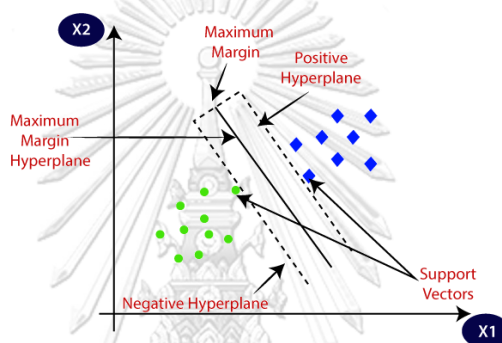 X2
Maximum
Margin
Positive
Hyperplane
Maximum
Margin
Hyperplane
Support
Vectors
Negative Hyperplane
X1